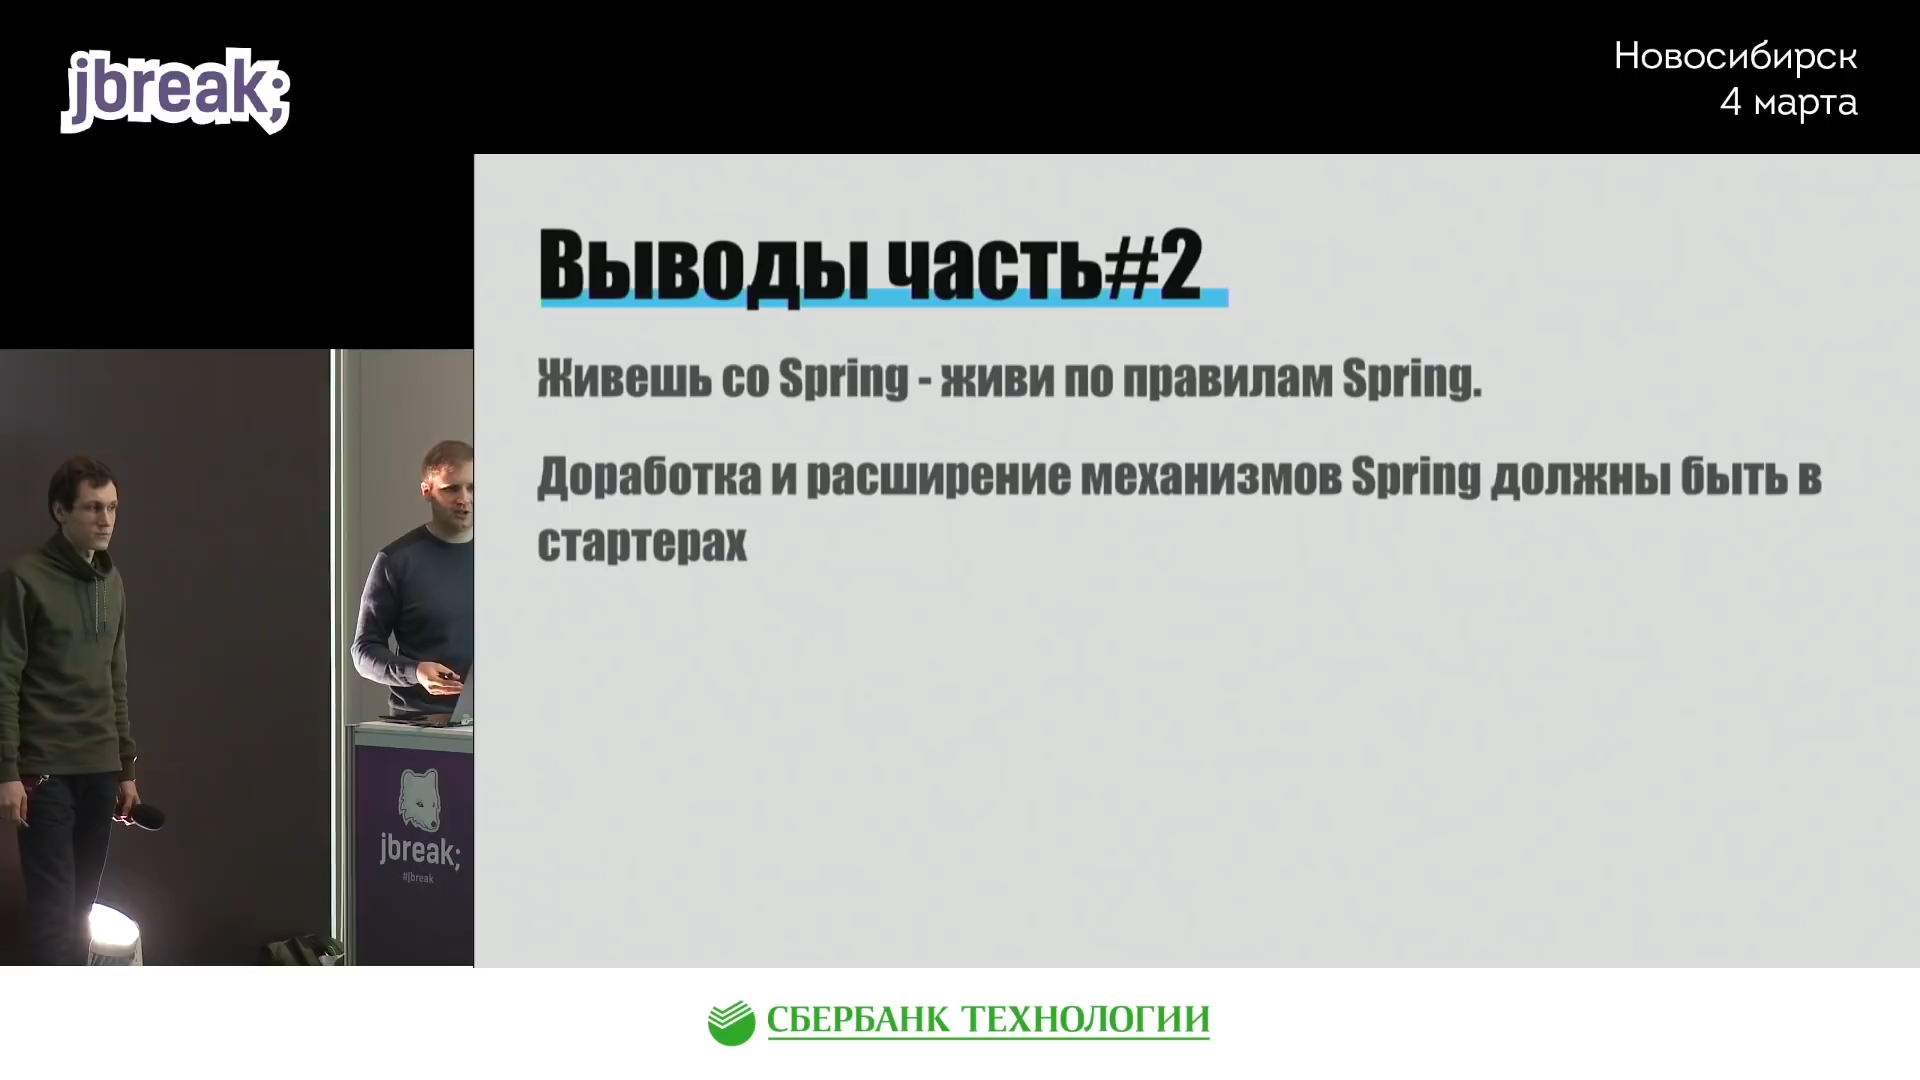 jbreak;
Новосибирск
4 марта
Выводы часть#2
Живешь со Spring - живи по правилам Spring.
Доработка и расширение механизмов Spring должны быть в
стартерах
jbreak;
#jbreak
СБЕРБАНК ТЕХНОЛОГИИ